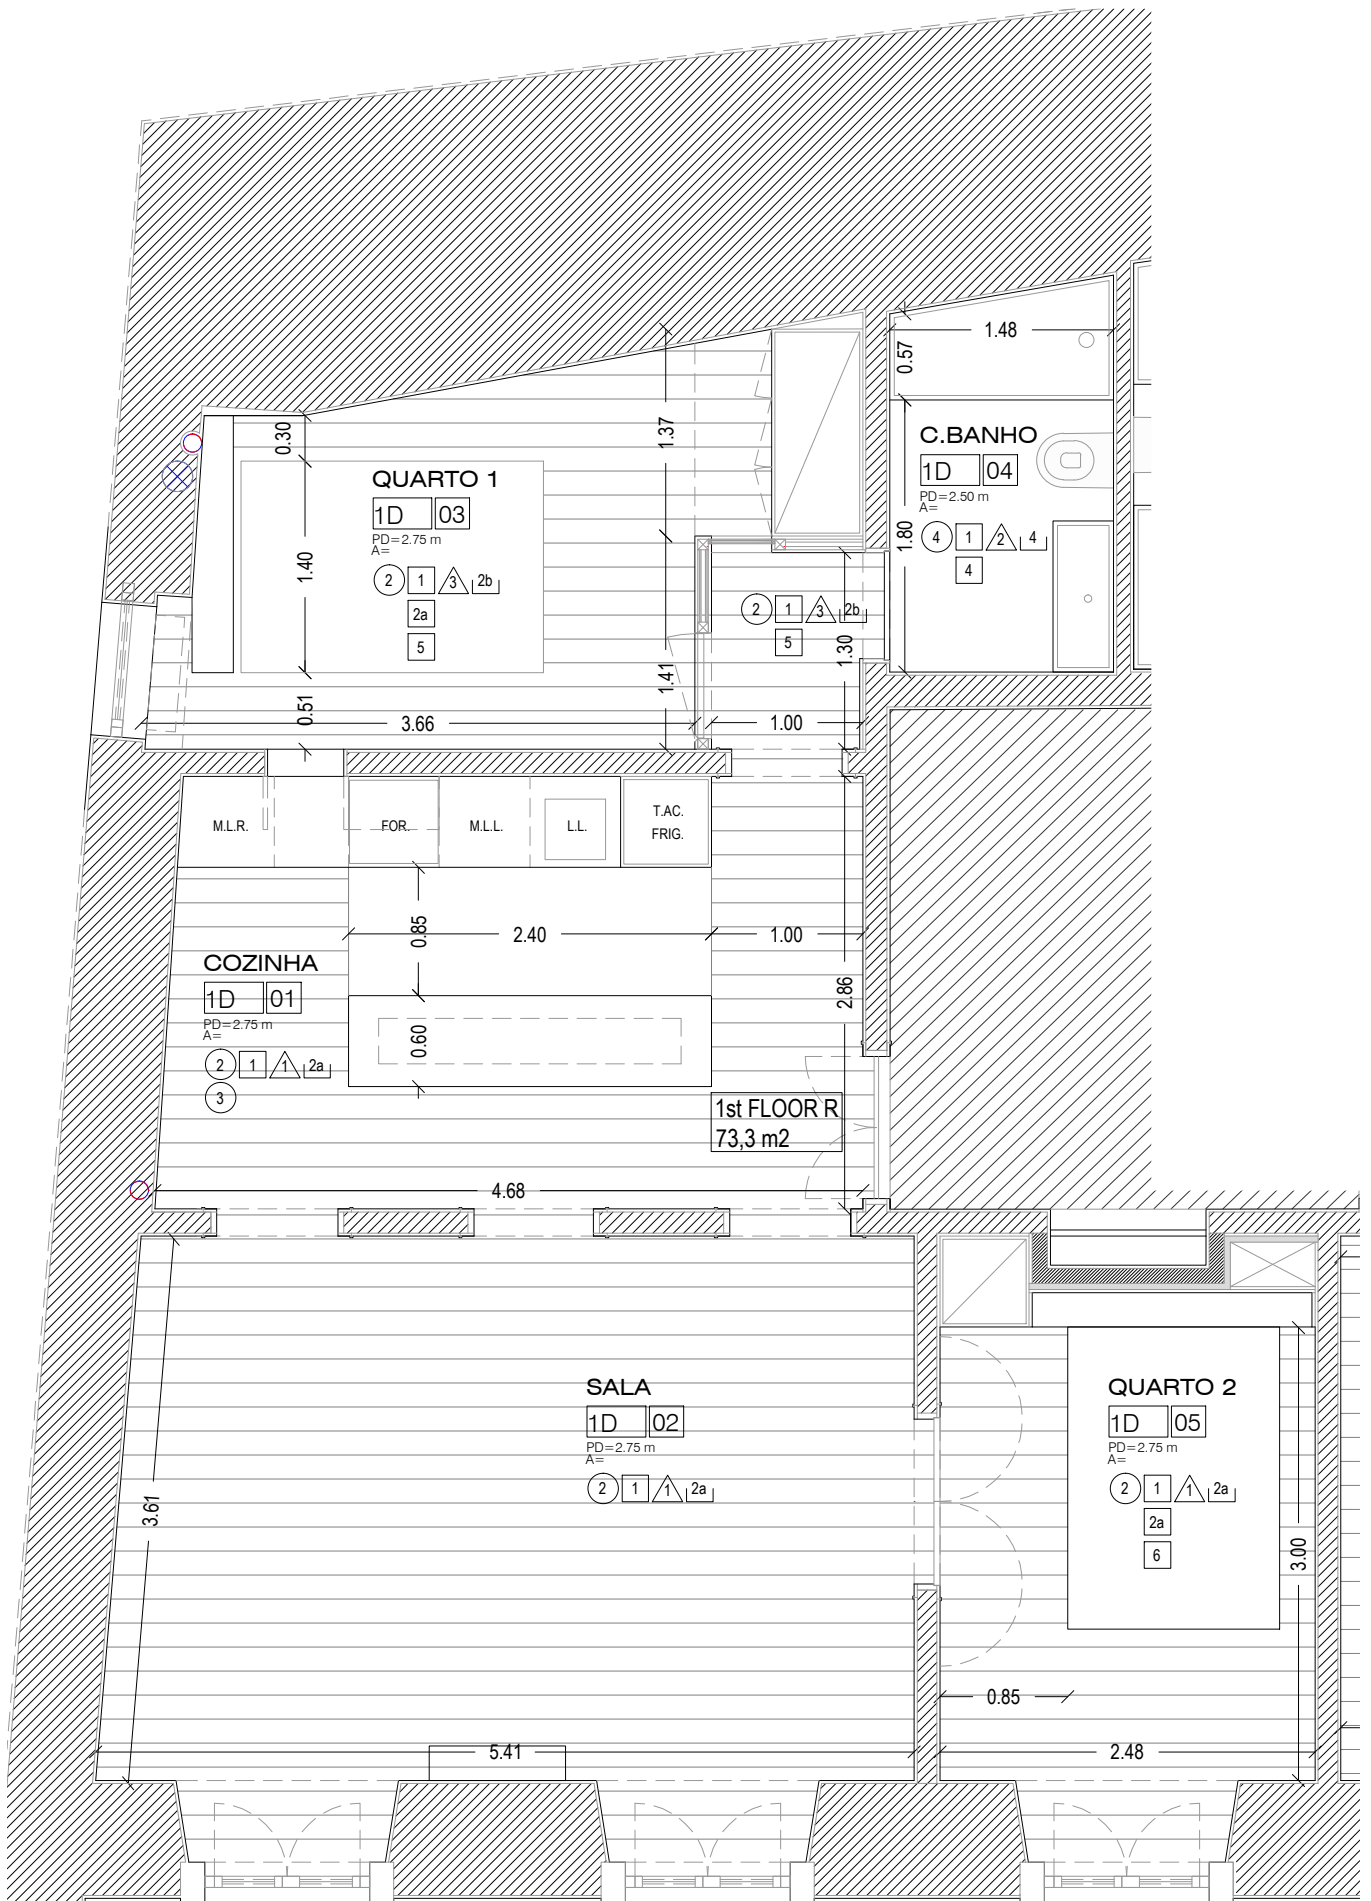 1.48
0.57
1.37
0.30
C.BANHO
1D 04
PD=2.50 m
A=
4 1 2 4
4
1.80
QUARTO 1
1D 03
PD=2.75 m
A=
2 1 3 2b
2a
5
1.40
2 1 3 2b
5
1.30
1.41
0.51
3.66
1.00
M.L.R.
FOR.
M.L.L.
L.L.
T.AC.
FRIG.
0.85
2.40
1.00
2.86
COZINHA
1D 01
PD=2.75 m
A=
2 1 1 2a
3
0.60
1st FLOOR R
73,3 m2
4.68
SALA
1D 02
PD=2.75 m
A=
2 1 1 2a
3.61
QUARTO 2
1D 05
PD=2.75 m
A=
2 1 1 2a
2a
6
3.00
0.85
5.41
2.48